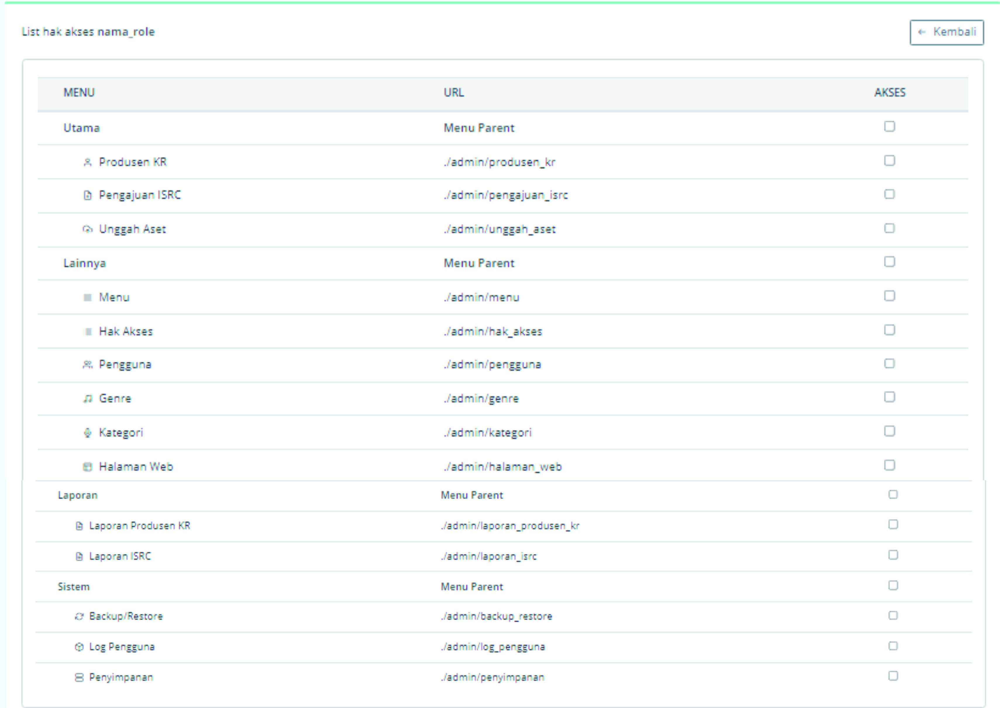 List hak akses nama_role
← Kembali
MENU URL AKSES
Utama Menu Parent
Produsen KR ./admin/produsen_kr
Pengajuan ISRC ./admin/pengajuan_isrc
Unggah Aset ./admin/unggah_aset
Lainnya Menu Parent
Menu ./admin/menu
Hak Akses ./admin/hak_akses
Pengguna ./admin/pengguna
Genre ./admin/genre
Kategori ./admin/kategori
Halaman Web ./admin/halaman_web
Laporan Menu Parent
Laporan Produsen KR ./admin/laporan_produsen_kr
Laporan ISRC ./admin/laporan_isrc
Sistem Menu Parent
Backup/Restore ./admin/backup_restore
Log Pengguna ./admin/log_pengguna
Penyimpanan ./admin/penyimpanan